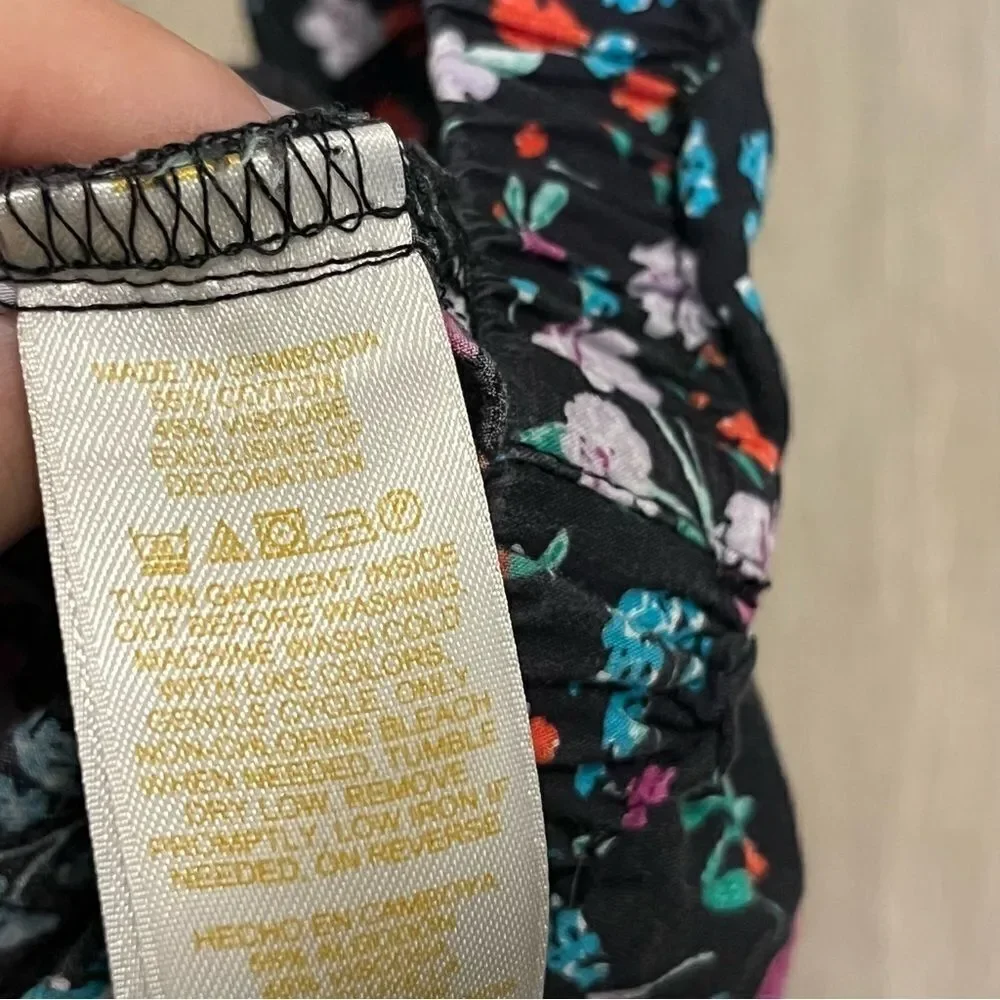 MADE IN CAMBODIA
COTTON
VISCOSE
EXCLUSIVE OF
DECORATION
TURN GARMENT INSIDE
OUT BEFORE WASHING
MACHINE WASH COLD
WITH LIKE COLORS
GENTLE CYCLE ONLY
NON-CHLORINE BLEACH
WHEN NEEDED, TUMBLE
DRY LOW, REMOVE
PROMPTLY, LOW IRON IF
NEEDED, ON REVERSE
HECHO EN CAMBOYA
ALGODON